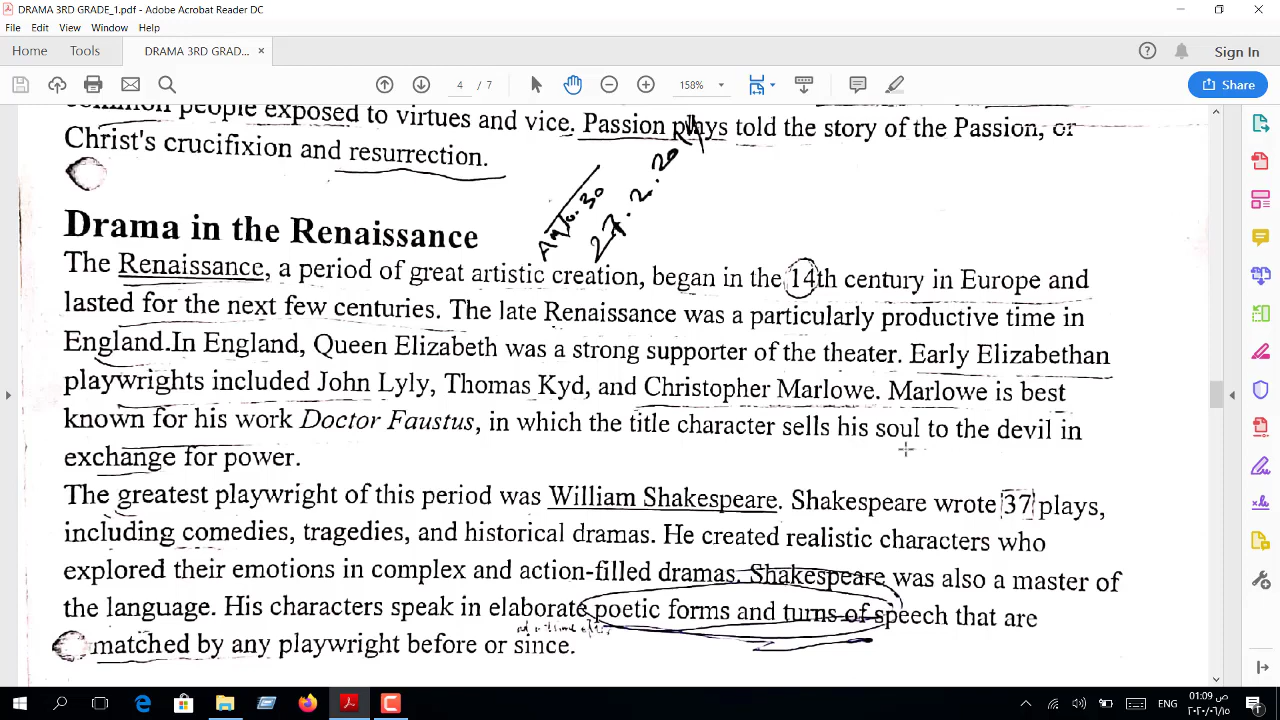 DRAMA 3RD GRADE_1.pdf - Adobe Acrobat Reader DC
File Edit View Window Help
Home Tools DRAMA 3RD GRAD... × Sign In
4 / 7 158% Share
common people exposed to virtues and vice. Passion plays told the story of the Passion, or
Christ's crucifixion and resurrection.
27.2.20
Drama in the Renaissance
The Renaissance, a period of great artistic creation, began in the 14th century in Europe and
lasted for the next few centuries. The late Renaissance was a particularly productive time in
England.In England, Queen Elizabeth was a strong supporter of the theater. Early Elizabethan
playwrights included John Lyly, Thomas Kyd, and Christopher Marlowe. Marlowe is best
known for his work Doctor Faustus, in which the title character sells his soul to the devil in
exchange for power.
The greatest playwright of this period was William Shakespeare. Shakespeare wrote 37 plays,
including comedies, tragedies, and historical dramas. He created realistic characters who
explored their emotions in complex and action-filled dramas. Shakespeare was also a master of
the language. His characters speak in elaborate poetic forms and turns of speech that are
matched by any playwright before or since.
ENG 01:09 ص